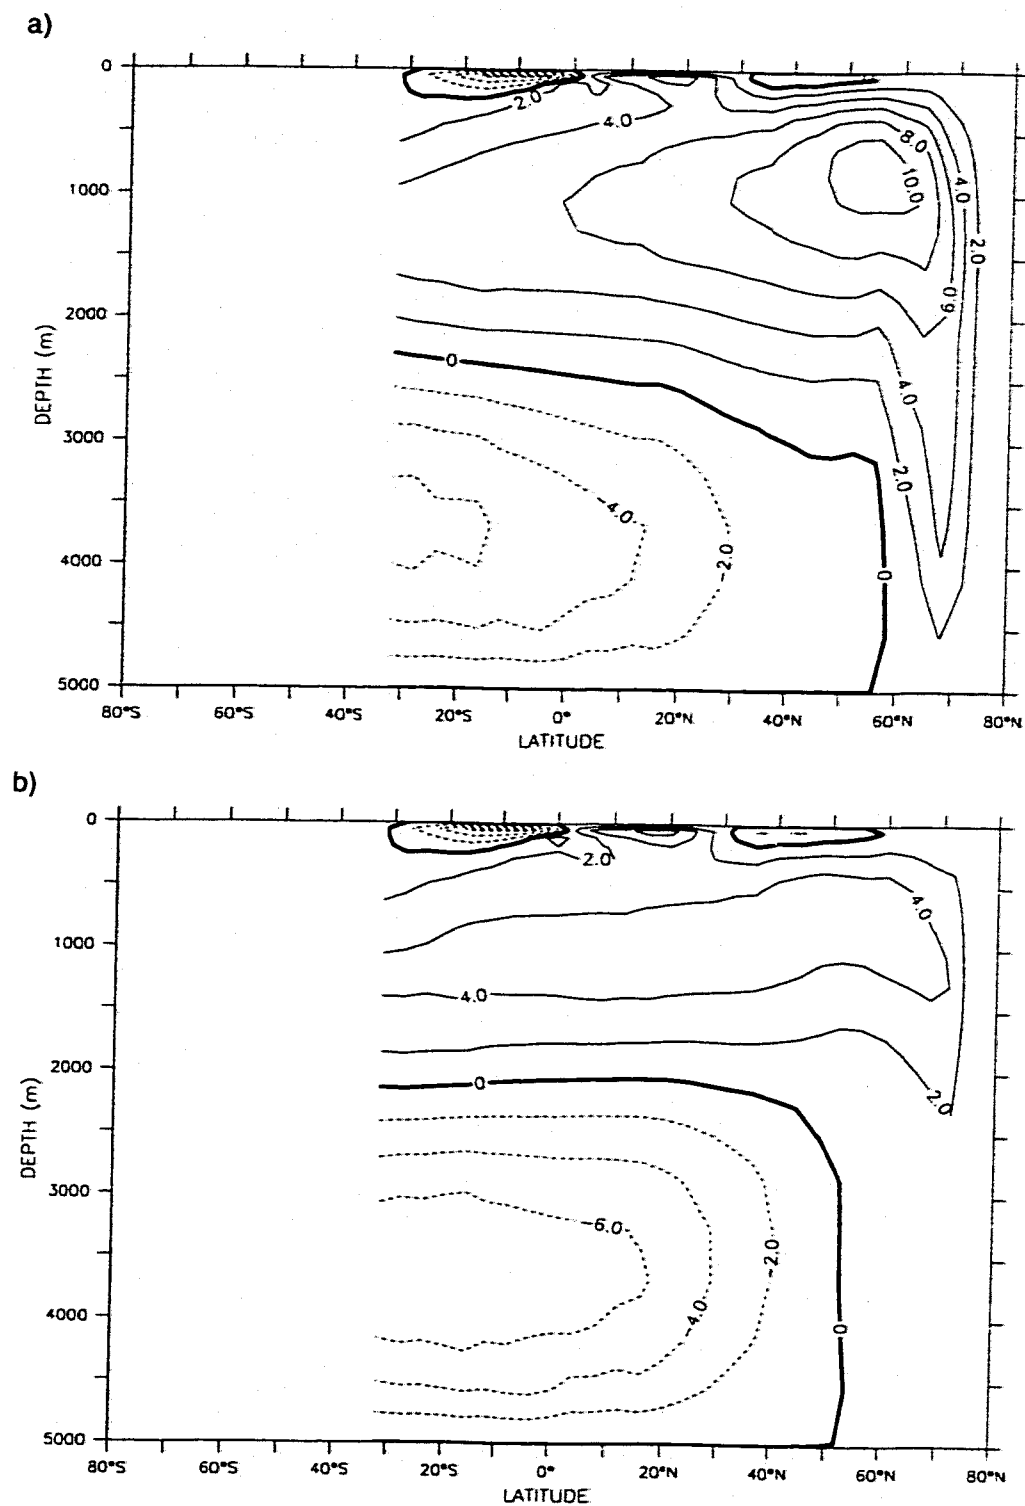 a)
0
1000
2000
3000
4000
5000
DEPTH (m)
2.0
4.0
8.0
10.0
4.0
2.0
6.0
0
4.0
2.0
-4.0
-2.0
0
80°S
60°S
40°S
20°S
0°
20°N
40°N
60°N
80°N
LATITUDE
b)
0
1000
2000
3000
4000
5000
DEPTH (m)
2.0
4.0
4.0
2.0
0
-6.0
-2.0
-4.0
0
80°S
60°S
40°S
20°S
0°
20°N
40°N
60°N
80°N
LATITUDE